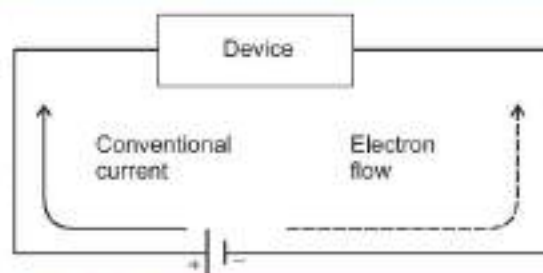 Device
Conventional
current
Electron
flow
+
−